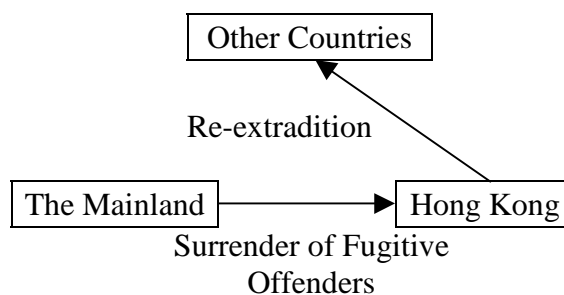 Other Countries
Re-extradition
The Mainland
Hong Kong
Surrender of Fugitive
Offenders